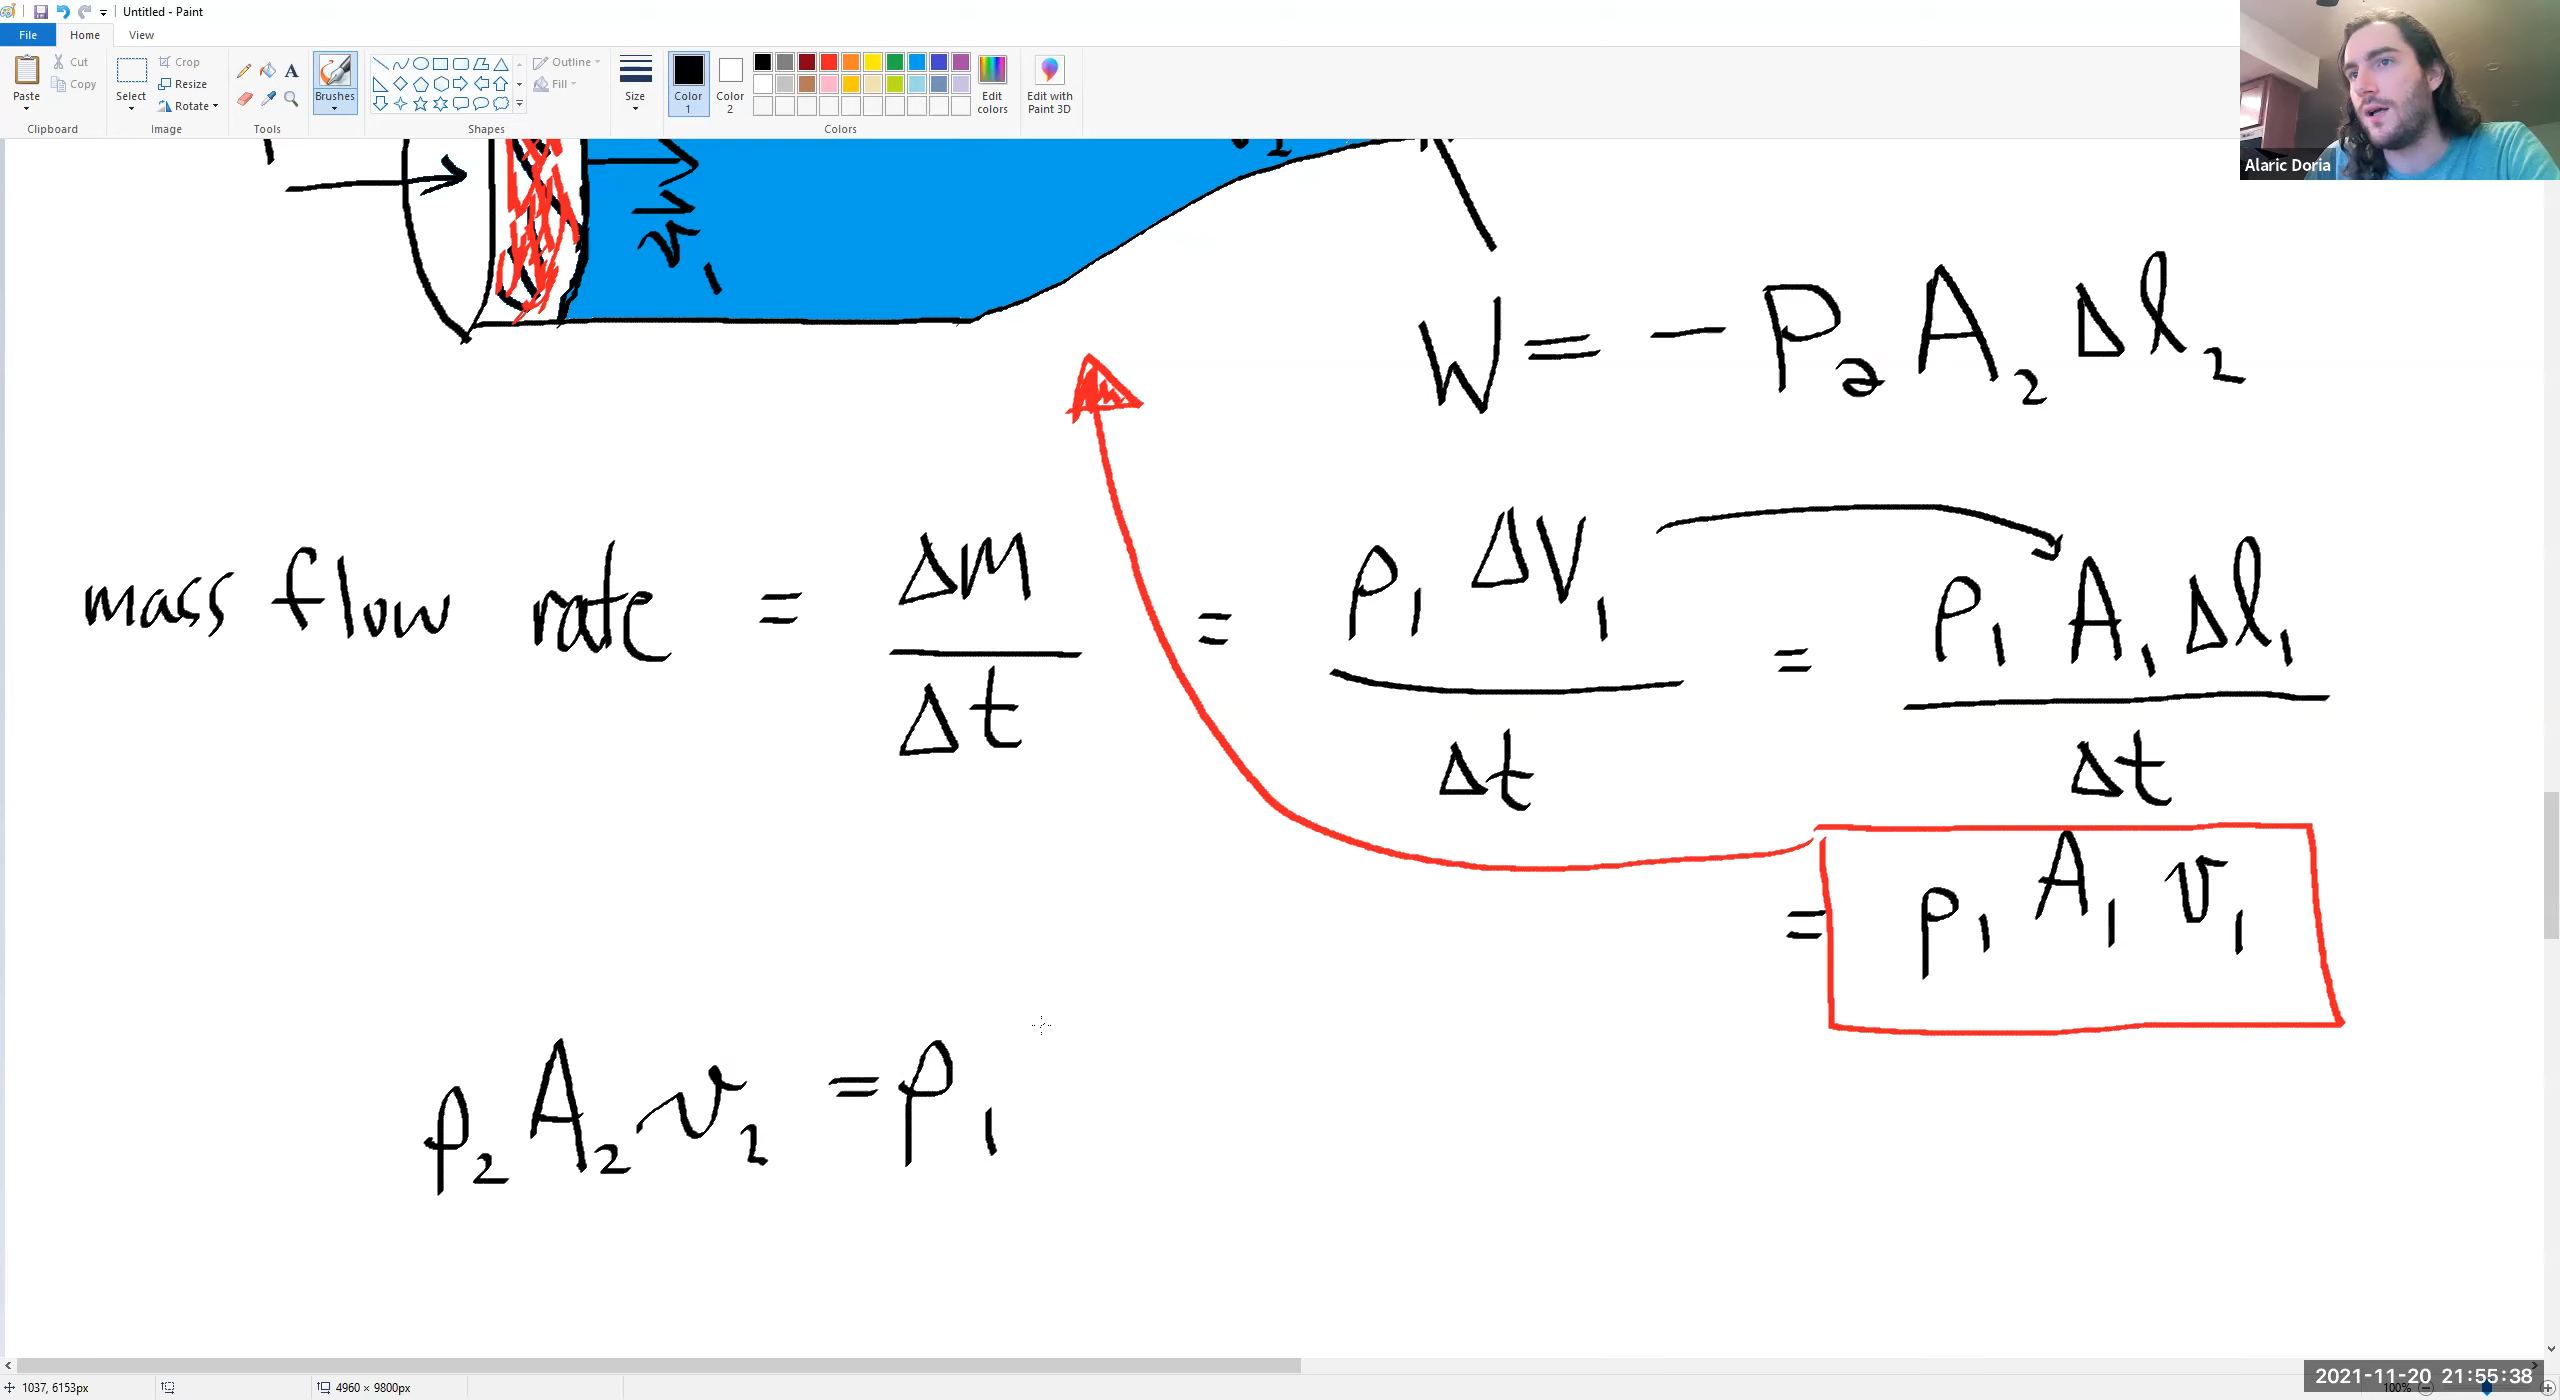 Untitled - Paint
File Home View
Paste
Cut
Copy
Clipboard
Select
Crop
Resize
Rotate
Image
Tools
Brushes
Shapes
Outline
Fill
Size
Color 1
Color 2
Colors
Edit colors
Edit with Paint 3D
Alaric Doria
v₁
W = - P₂ A₂ Δl₂
mass flow rate = ΔM / Δt = ρ₁ ΔV₁ / Δt = ρ₁ A₁ Δl₁ / Δt
= ρ₁ A₁ v₁
ρ₂ A₂ v₂ = ρ₁
1037, 6153px
4960 × 9800px
100%
2021-11-20 21:55:38